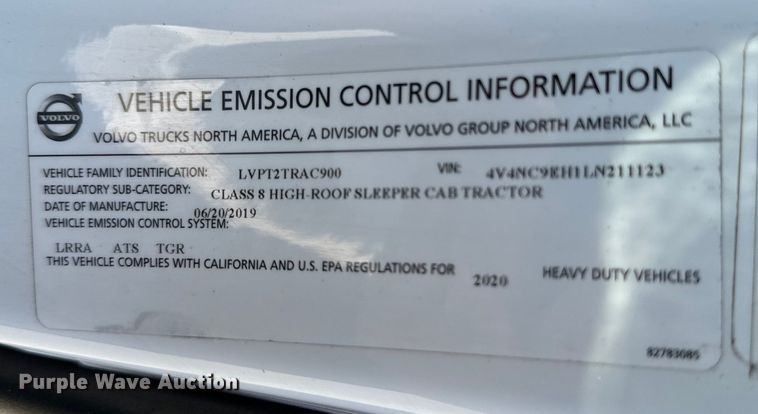 VEHICLE EMISSION CONTROL INFORMATION
VOLVO
VOLVO TRUCKS NORTH AMERICA, A DIVISION OF VOLVO GROUP NORTH AMERICA, LLC
VEHICLE FAMILY IDENTIFICATION: LVPT2TRAC900 VIN: 4V4NC9EH1LN211123
REGULATORY SUB-CATEGORY: CLASS 8 HIGH-ROOF SLEEPER CAB TRACTOR
DATE OF MANUFACTURE: 06/20/2019
VEHICLE EMISSION CONTROL SYSTEM:
LRRA ATS TGR
THIS VEHICLE COMPLIES WITH CALIFORNIA AND U.S. EPA REGULATIONS FOR 2020 HEAVY DUTY VEHICLES
82783085
Purple Wave Auction